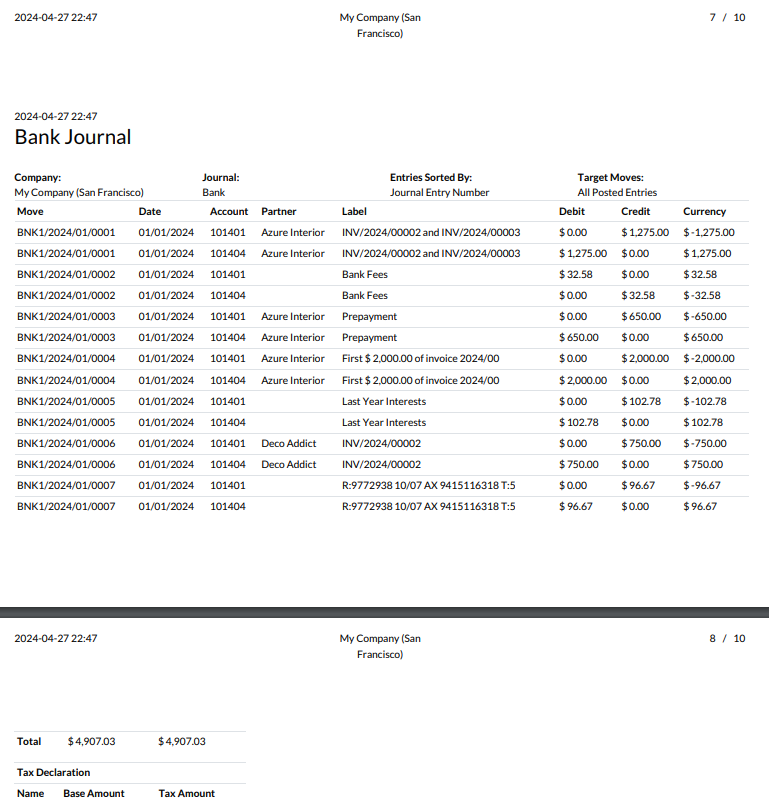 2024-04-27 22:47 My Company (San 7 / 10
Francisco)
2024-04-27 22:47
Bank Journal
Company: Journal: Entries Sorted By: Target Moves:
My Company (San Francisco) Bank Journal Entry Number All Posted Entries
Move Date Account Partner Label Debit Credit Currency
BNK1/2024/01/0001 01/01/2024 101401 Azure Interior INV/2024/00002 and INV/2024/00003 $ 0.00 $ 1,275.00 $ -1,275.00
BNK1/2024/01/0001 01/01/2024 101404 Azure Interior INV/2024/00002 and INV/2024/00003 $ 1,275.00 $ 0.00 $ 1,275.00
BNK1/2024/01/0002 01/01/2024 101401 Bank Fees $ 32.58 $ 0.00 $ 32.58
BNK1/2024/01/0002 01/01/2024 101404 Bank Fees $ 0.00 $ 32.58 $ -32.58
BNK1/2024/01/0003 01/01/2024 101401 Azure Interior Prepayment $ 0.00 $ 650.00 $ -650.00
BNK1/2024/01/0003 01/01/2024 101404 Azure Interior Prepayment $ 650.00 $ 0.00 $ 650.00
BNK1/2024/01/0004 01/01/2024 101401 Azure Interior First $ 2,000.00 of invoice 2024/00 $ 0.00 $ 2,000.00 $ -2,000.00
BNK1/2024/01/0004 01/01/2024 101404 Azure Interior First $ 2,000.00 of invoice 2024/00 $ 2,000.00 $ 0.00 $ 2,000.00
BNK1/2024/01/0005 01/01/2024 101401 Last Year Interests $ 0.00 $ 102.78 $ -102.78
BNK1/2024/01/0005 01/01/2024 101404 Last Year Interests $ 102.78 $ 0.00 $ 102.78
BNK1/2024/01/0006 01/01/2024 101401 Deco Addict INV/2024/00002 $ 0.00 $ 750.00 $ -750.00
BNK1/2024/01/0006 01/01/2024 101404 Deco Addict INV/2024/00002 $ 750.00 $ 0.00 $ 750.00
BNK1/2024/01/0007 01/01/2024 101401 R:9772938 10/07 AX 9415116318 T:5 $ 0.00 $ 96.67 $ -96.67
BNK1/2024/01/0007 01/01/2024 101404 R:9772938 10/07 AX 9415116318 T:5 $ 96.67 $ 0.00 $ 96.67
2024-04-27 22:47 My Company (San 8 / 10
Francisco)
Total $ 4,907.03 $ 4,907.03
Tax Declaration
Name Base Amount Tax Amount